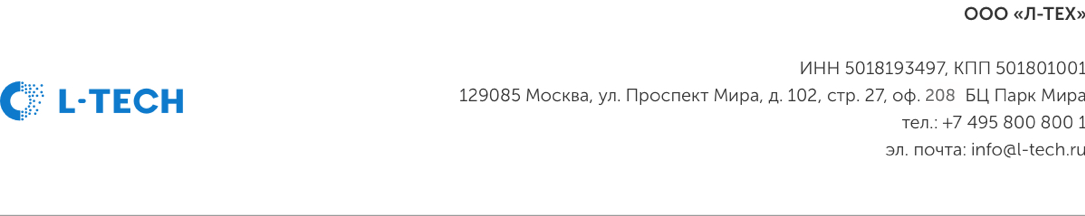 ООО «Л-ТЕХ»
ИНН 5018193497, КПП 501801001
L-TECH
129085 Москва, ул. Проспект Мира, д. 102, стр. 27, оф. 208 БЦ Парк Мира
тел.: +7 495 800 800 1
эл. почта: info@l-tech.ru